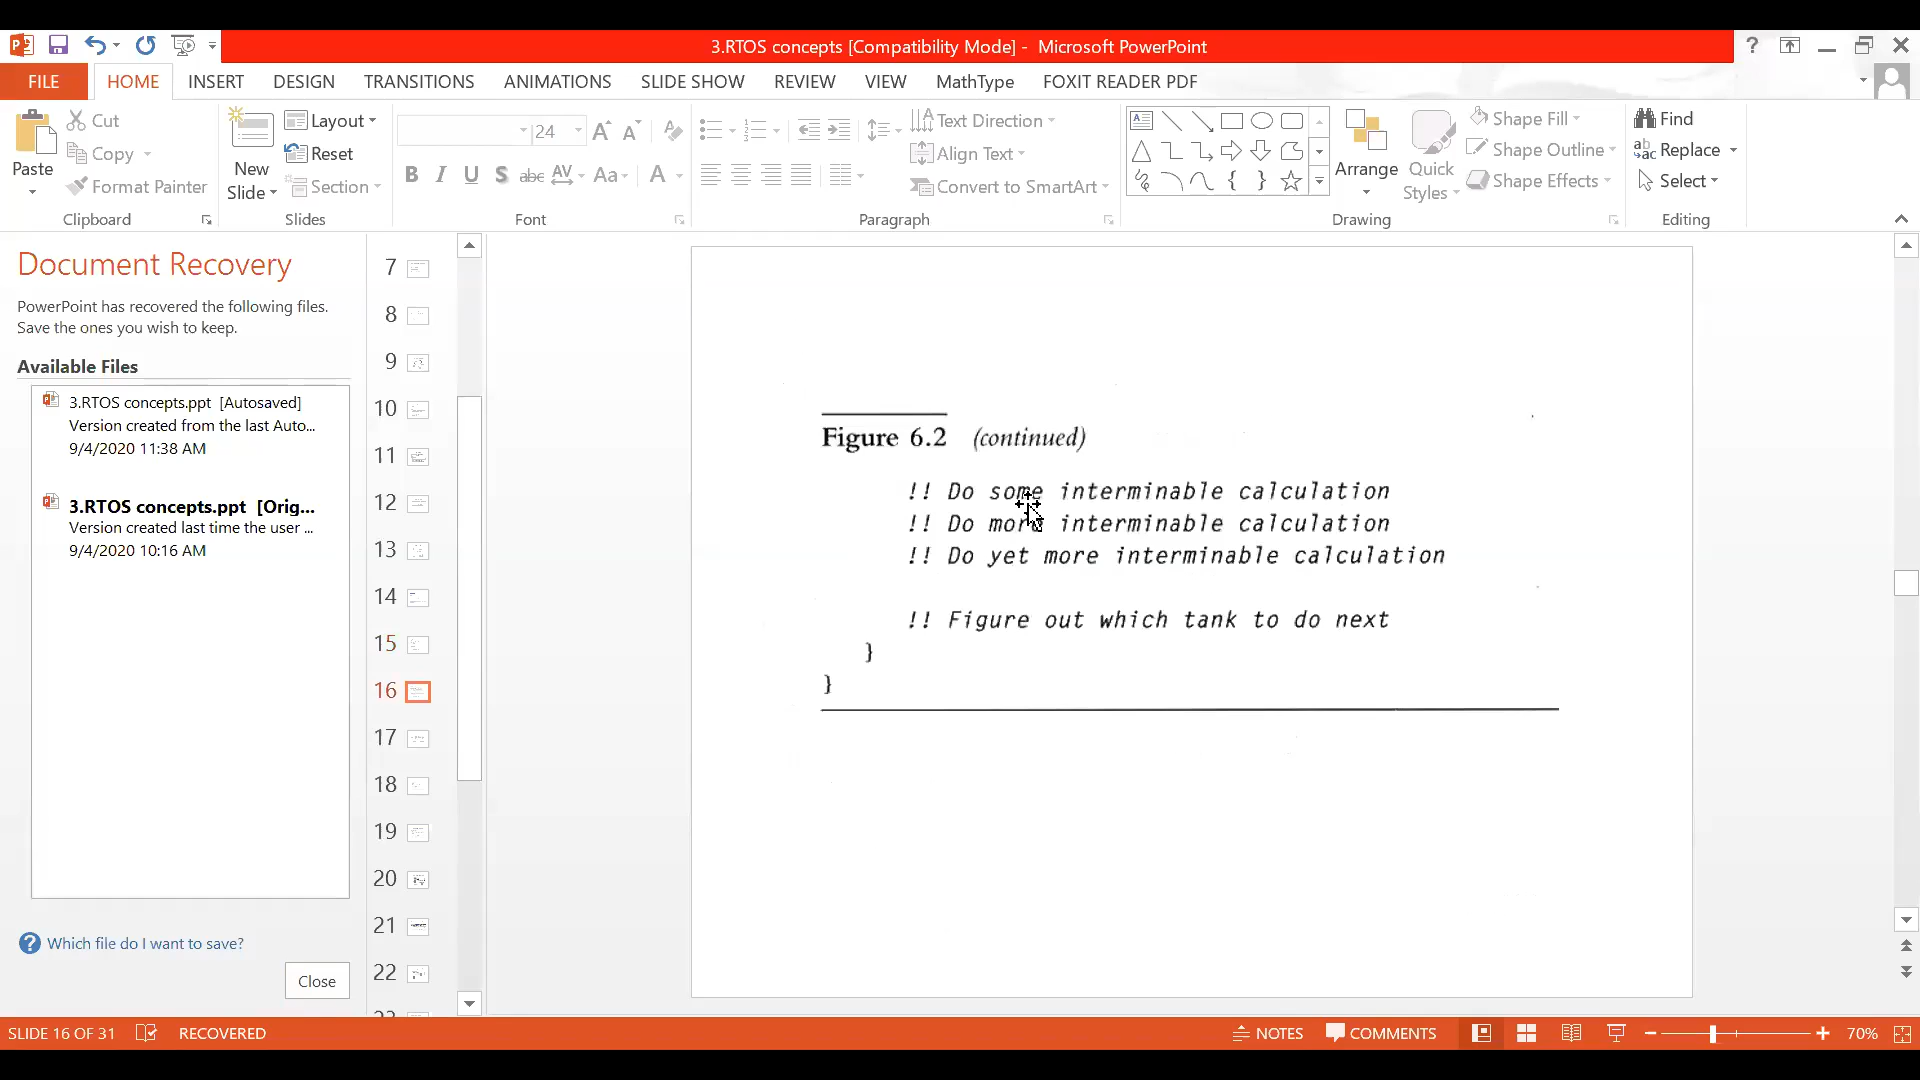 3.RTOS concepts [Compatibility Mode] - Microsoft PowerPoint
FILE HOME INSERT DESIGN TRANSITIONS ANIMATIONS SLIDE SHOW REVIEW VIEW MathType FOXIT READER PDF
Paste
Cut
Copy
Format Painter
Clipboard
New
Slide
Layout
Reset
Section
Slides
24
B I U S abc AV Aa A
Font
Text Direction
Align Text
Convert to SmartArt
Paragraph
Arrange
Quick
Styles
Shape Fill
Shape Outline
Shape Effects
Drawing
Find
Replace
Select
Editing
Document Recovery
PowerPoint has recovered the following files.
Save the ones you wish to keep.
Available Files
3.RTOS concepts.ppt [Autosaved]
Version created from the last Auto...
9/4/2020 11:38 AM
3.RTOS concepts.ppt [Orig...
Version created last time the user ...
9/4/2020 10:16 AM
Which file do I want to save?
Close
7
8
9
10
11
12
13
14
15
16
17
18
19
20
21
22
Figure 6.2 (continued)
!! Do some interminable calculation
!! Do more interminable calculation
!! Do yet more interminable calculation
!! Figure out which tank to do next
}
}
SLIDE 16 OF 31 RECOVERED NOTES COMMENTS 70%